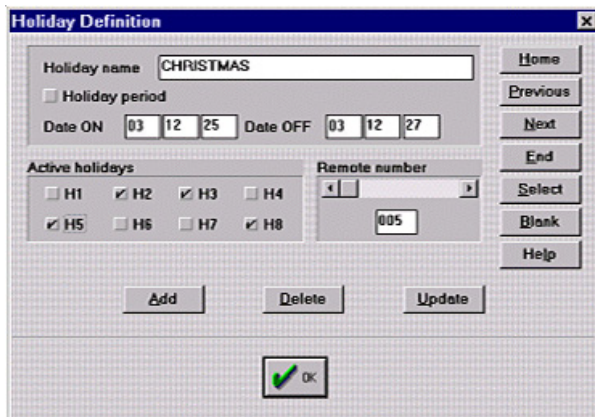 Holiday Definition
Holiday name CHRISTMAS
Holiday period
Date ON 03 12 25 Date OFF 03 12 27
Active holidays
H1 H2 H3 H4
H5 H6 H7 H8
Remote number
005
Home
Previous
Next
End
Select
Blank
Help
Add Delete Update
OK